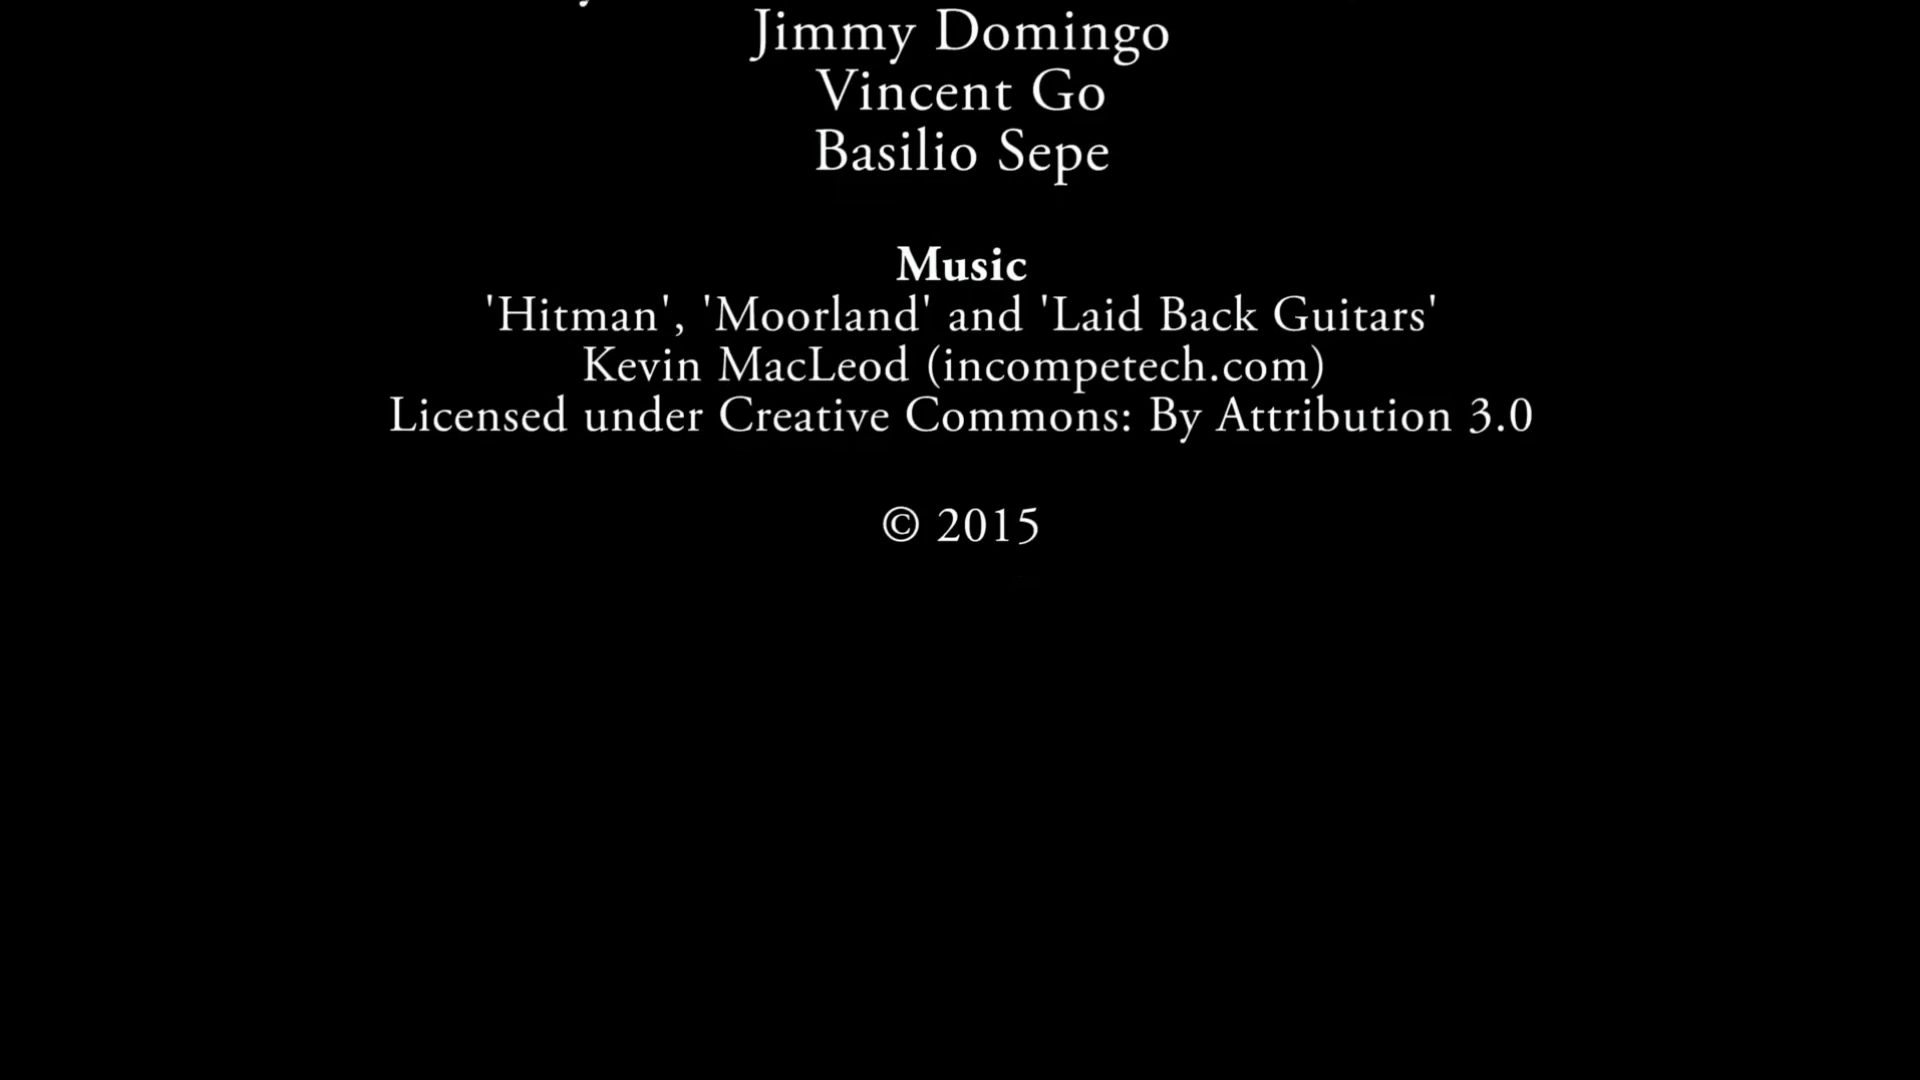 Jimmy Domingo
Vincent Go
Basilio Sepe
Music
'Hitman', 'Moorland' and 'Laid Back Guitars'
Kevin MacLeod (incompetech.com)
Licensed under Creative Commons: By Attribution 3.0
© 2015